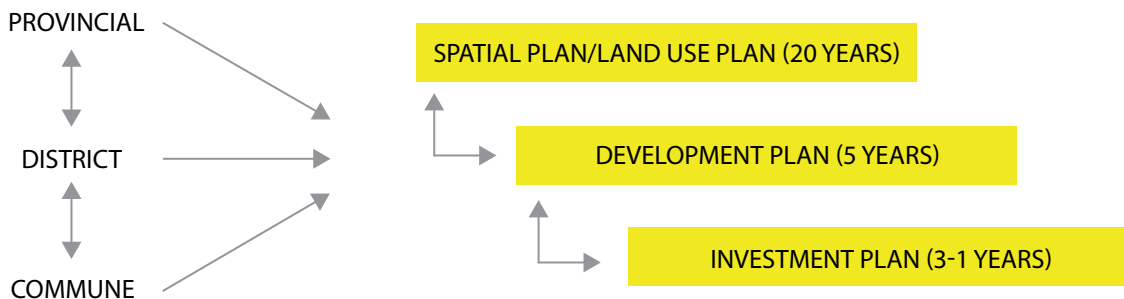 PROVINCIAL
SPATIAL PLAN/LAND USE PLAN (20 YEARS)
DISTRICT
DEVELOPMENT PLAN (5 YEARS)
INVESTMENT PLAN (3-1 YEARS)
COMMUNE